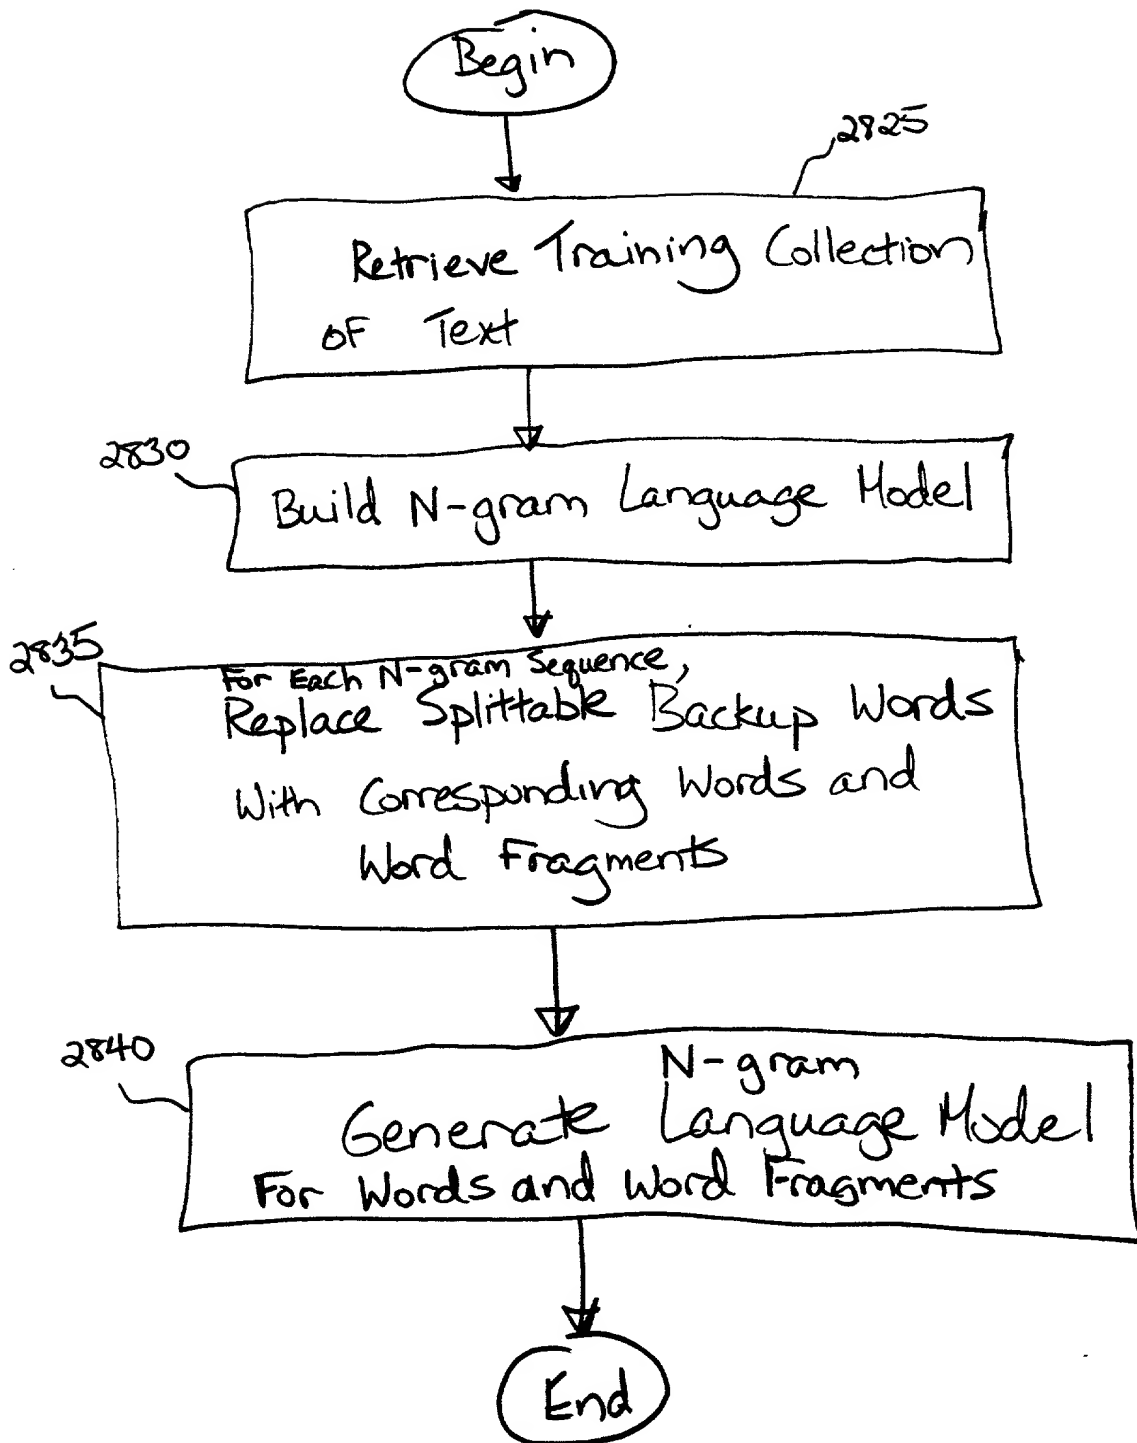 Begin
2825
Retrieve Training Collection
of Text
2830
Build N-gram Language Model
2835
For Each N-gram Sequence,
Replace Splittable Backup Words
With Corresponding Words and
Word Fragments
2840
N-gram
Generate Language Model
For Words and Word Fragments
End